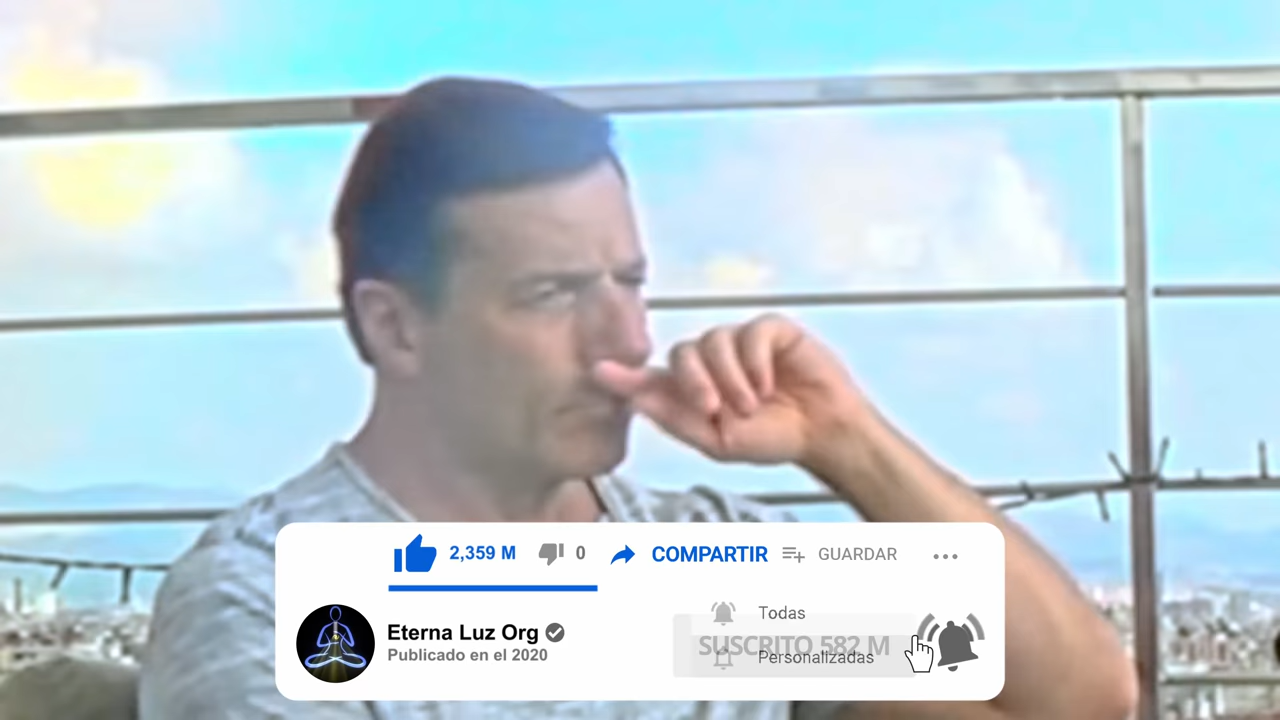 2,359 M 0 COMPARTIR GUARDAR
Todas
Eterna Luz Org
SUSCRITO 582 M
Publicado en el 2020
Personalizadas